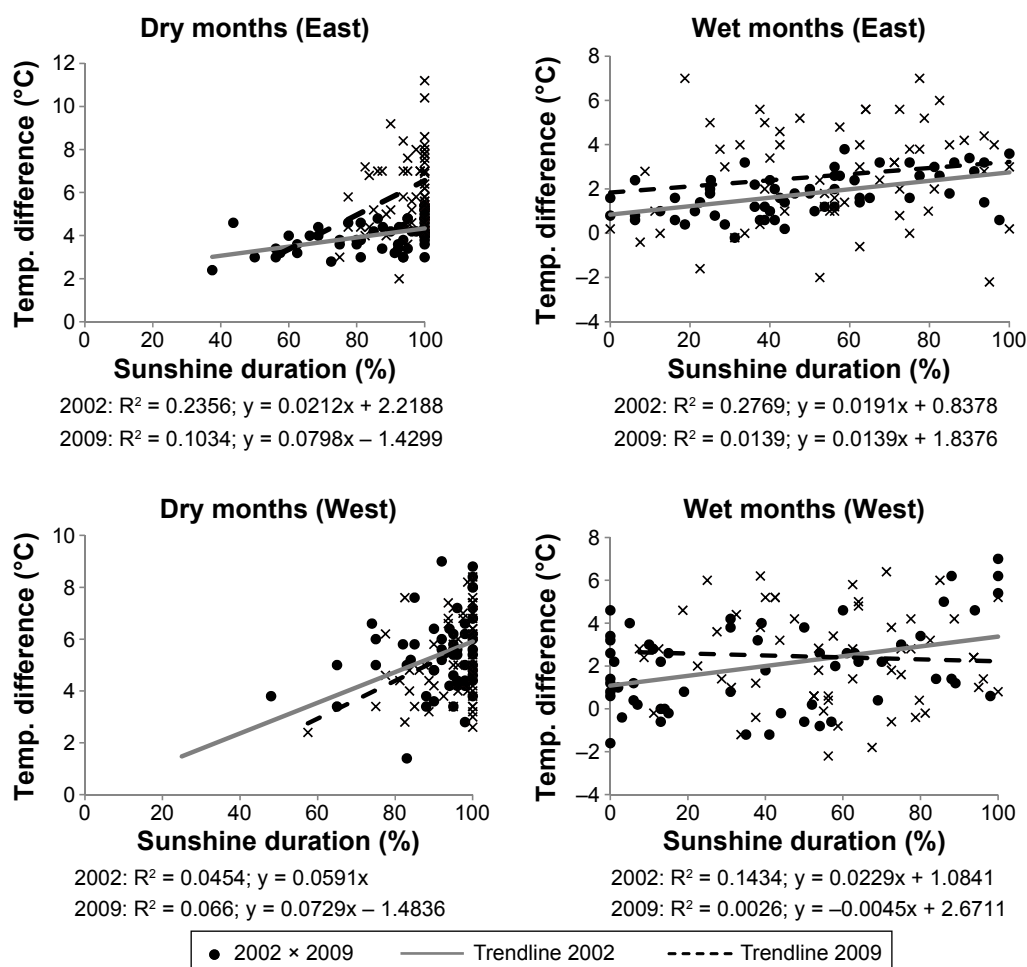 Dry months (East)
Temp. difference (°C)
12
10
8
6
4
2
0
0 20 40 60 80 100
Sunshine duration (%)
2002: R² = 0.2356; y = 0.0212x + 2.2188
2009: R² = 0.1034; y = 0.0798x – 1.4299
Wet months (East)
Temp. difference (°C)
8
6
4
2
0
–2
–4
0 20 40 60 80 100
Sunshine duration (%)
2002: R² = 0.2769; y = 0.0191x + 0.8378
2009: R² = 0.0139; y = 0.0139x + 1.8376
Dry months (West)
Temp. difference (°C)
10
8
6
4
2
0
0 20 40 60 80 100
Sunshine duration (%)
2002: R² = 0.0454; y = 0.0591x
2009: R² = 0.066; y = 0.0729x – 1.4836
Wet months (West)
Temp. difference (°C)
8
6
4
2
0
–2
–4
0 20 40 60 80 100
Sunshine duration (%)
2002: R² = 0.1434; y = 0.0229x + 1.0841
2009: R² = 0.0026; y = –0.0045x + 2.6711
2002 × 2009 Trendline 2002 Trendline 2009